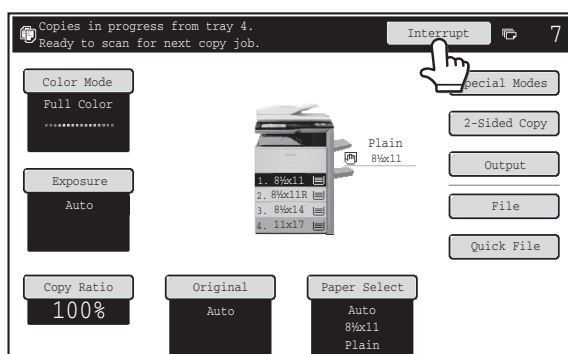 Copies in progress from tray 4.
Ready to scan for next copy job.
Interrupt
7
Color Mode
Full Color
Exposure
Auto
Copy Ratio
100%
Original
Auto
Paper Select
Auto
8½x11
Plain
Plain
8½x11
1. 8½x11
2. 8½x11R
3. 8½x14
4. 11x17
pecial Modes
2-Sided Copy
Output
File
Quick File